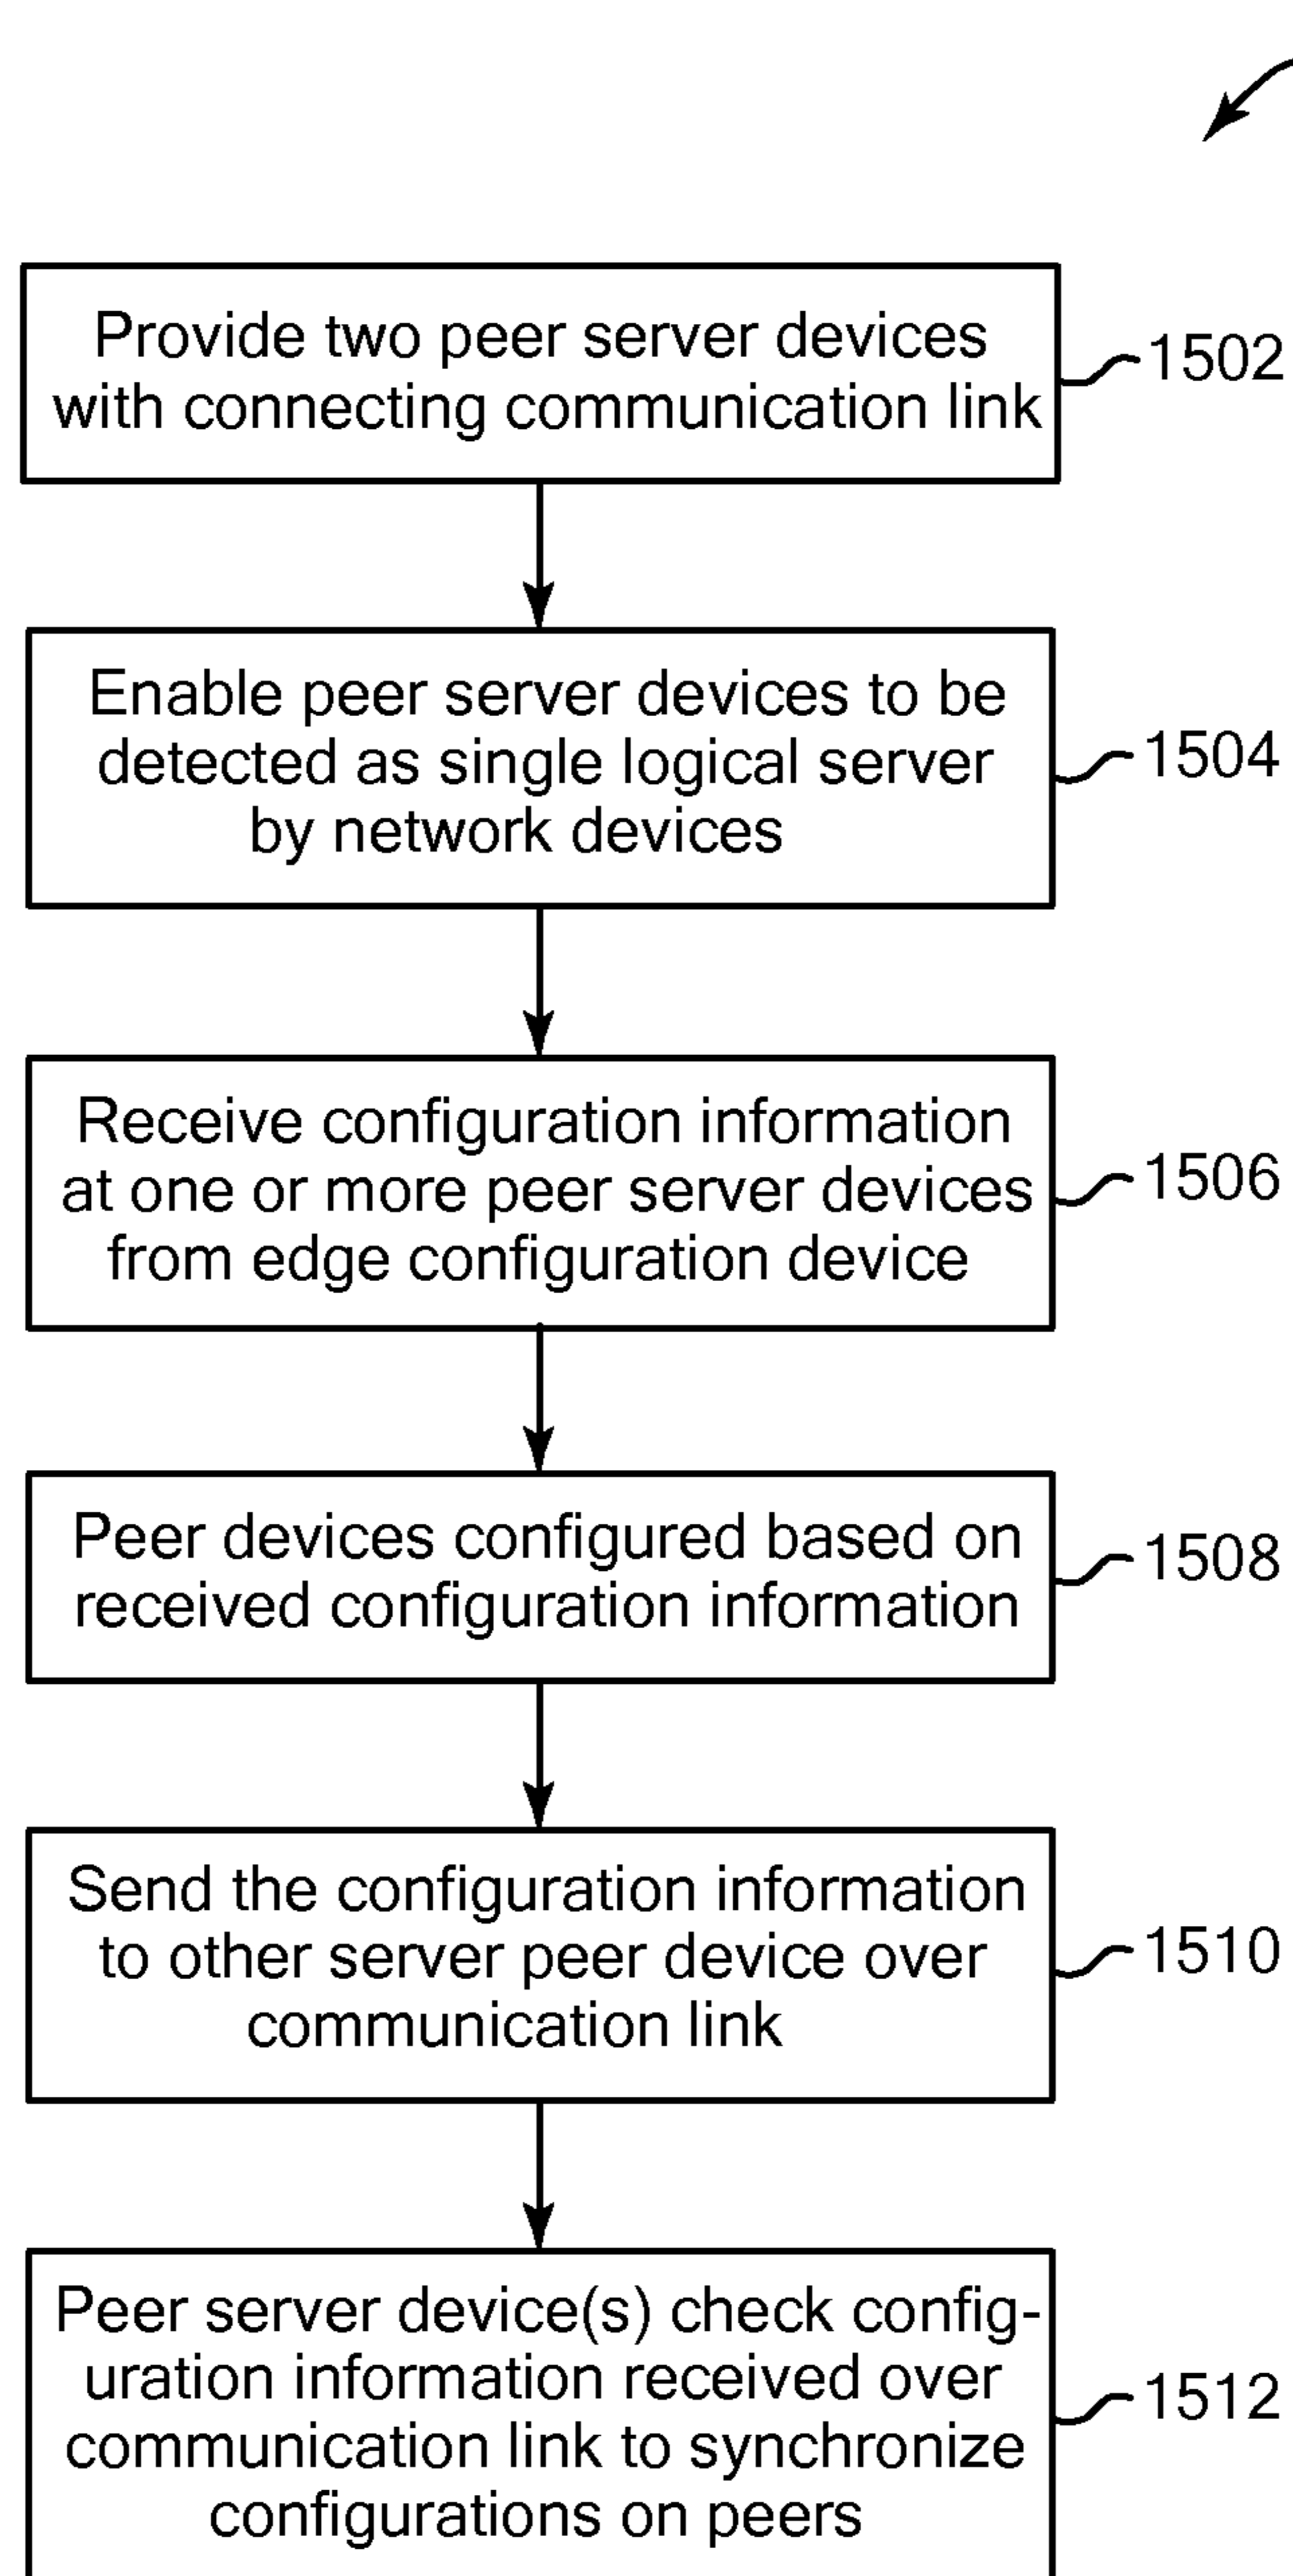 Provide two peer server devices
with connecting communication link
1502
Enable peer server devices to be
detected as single logical server
by network devices
1504
Receive configuration information
at one or more peer server devices
from edge configuration device
1506
Peer devices configured based on
received configuration information
1508
Send the configuration information
to other server peer device over
communication link
1510
Peer server device(s) check config-
uration information received over
communication link to synchronize
configurations on peers
1512